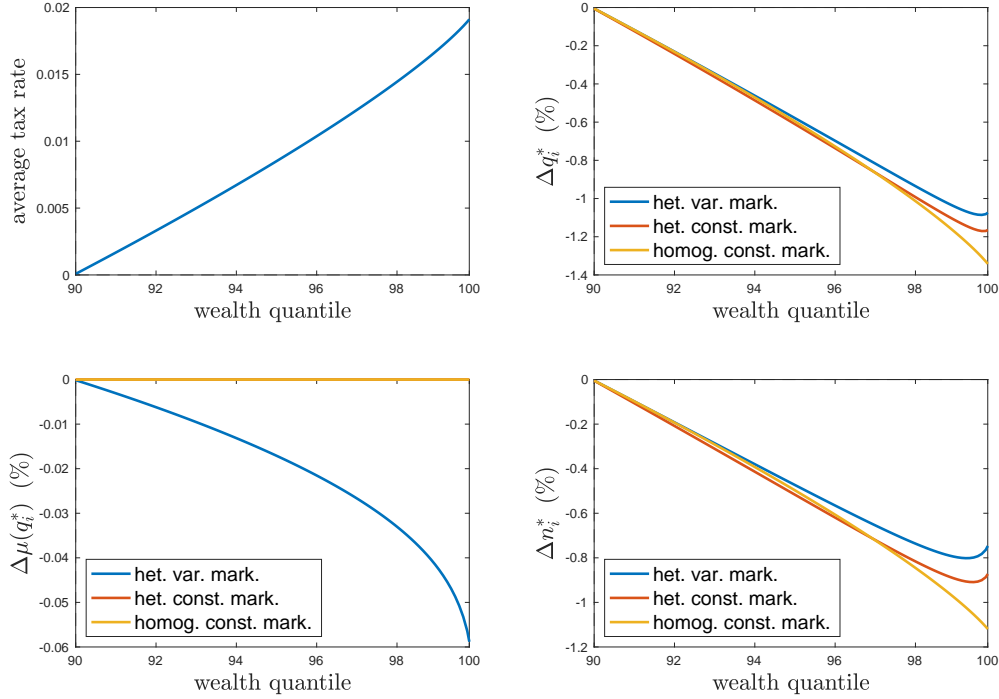 0.02
0.015
0.01
0.005
0
average tax rate
90 92 94 96 98 100
wealth quantile
0
-0.2
-0.4
-0.6
-0.8
-1
-1.2
-1.4
Δq_i^* (%)
het. var. mark.
het. const. mark.
homog. const. mark.
90 92 94 96 98 100
wealth quantile
0
-0.01
-0.02
-0.03
-0.04
-0.05
-0.06
Δμ(q_i^*) (%)
het. var. mark.
het. const. mark.
homog. const. mark.
90 92 94 96 98 100
wealth quantile
0
-0.2
-0.4
-0.6
-0.8
-1
-1.2
Δn_i^* (%)
het. var. mark.
het. const. mark.
homog. const. mark.
90 92 94 96 98 100
wealth quantile